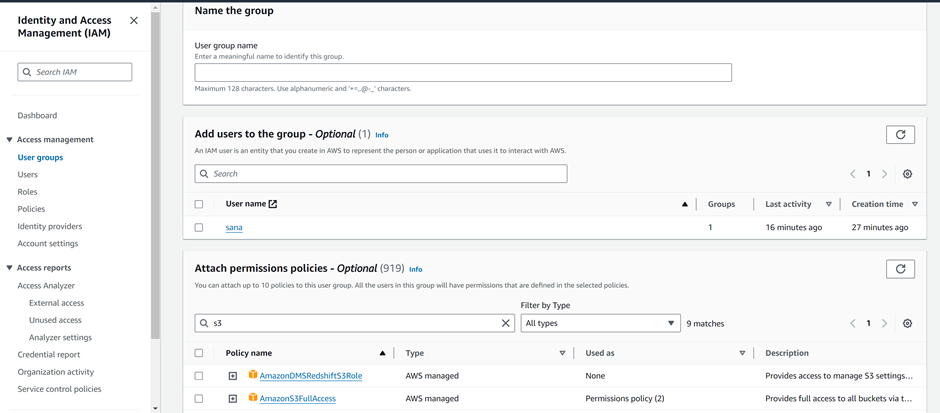 Identity and Access
Management (IAM)
Search IAM
Dashboard
Access management
User groups
Users
Roles
Policies
Identity providers
Account settings
Access reports
Access Analyzer
External access
Unused access
Analyzer settings
Credential report
Organization activity
Service control policies
Name the group
User group name
Enter a meaningful name to identify this group.
Maximum 128 characters. Use alphanumeric and '+=,.@-_' characters.
Add users to the group - Optional (1) Info
An IAM user is an entity that you create in AWS to represent the person or application that uses it to interact with AWS.
Search
1
User name Groups Last activity Creation time
sana 1 16 minutes ago 27 minutes ago
Attach permissions policies - Optional (919) Info
You can attach up to 10 policies to this user group. All the users in this group will have permissions that are defined in the selected policies.
Filter by Type
s3 All types 9 matches 1
Policy name Type Used as Description
AmazonDMSRedshiftS3Role AWS managed None Provides access to manage S3 settings...
AmazonS3FullAccess AWS managed Permissions policy (2) Provides full access to all buckets via t...